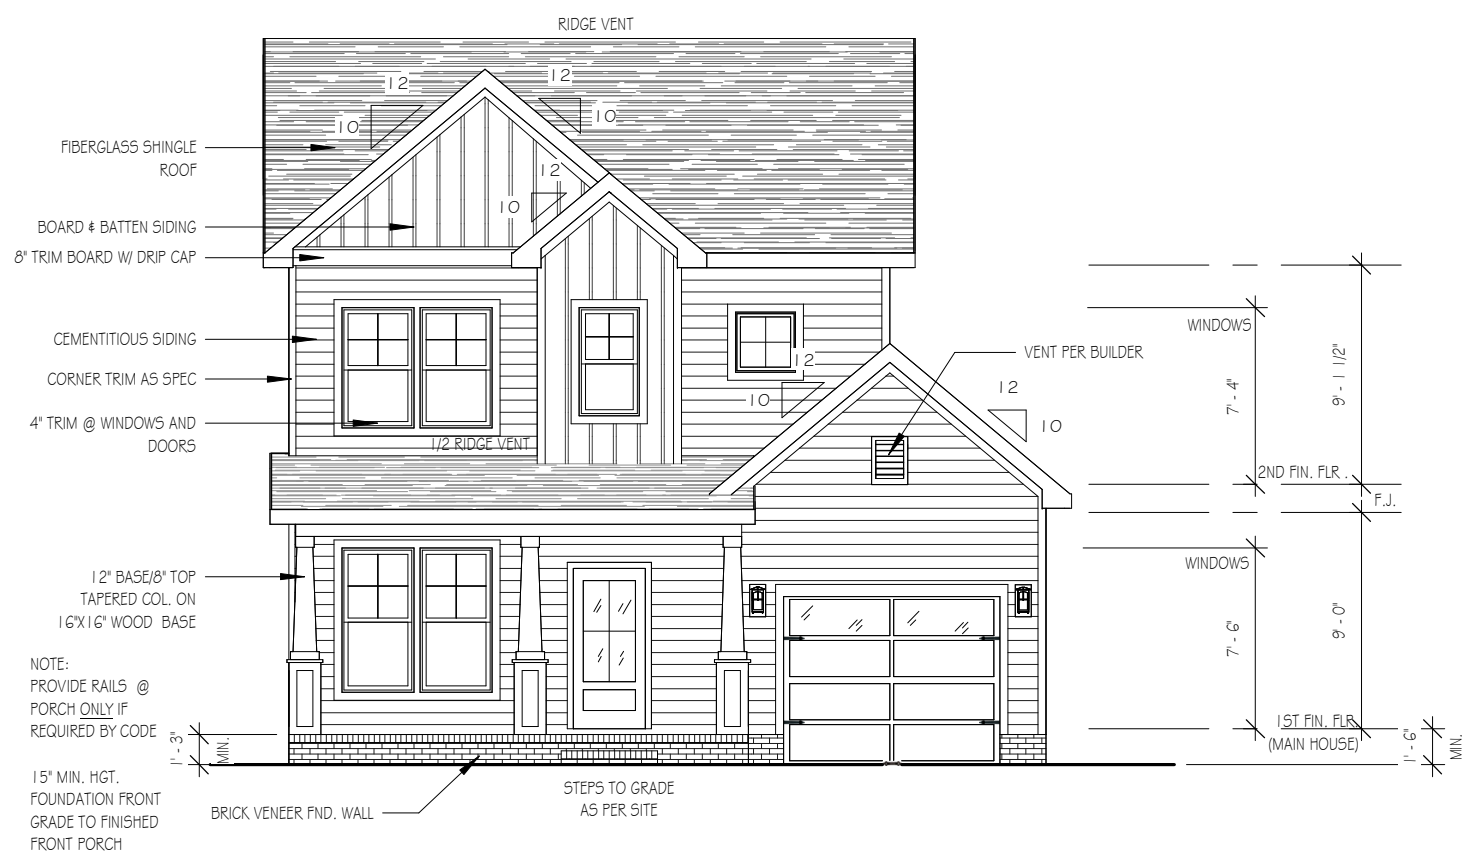 RIDGE VENT
12
12
10
10
FIBERGLASS SHINGLE
ROOF
12
10
BOARD & BATTEN SIDING
8" TRIM BOARD W/ DRIP CAP
CEMENTITIOUS SIDING
CORNER TRIM AS SPEC
4" TRIM @ WINDOWS AND
DOORS
1/2 RIDGE VENT
12
10
VENT PER BUILDER
12
10
WINDOWS
7' - 4"
9' - 1 1/2"
2ND FIN. FLR.
F.J.
WINDOWS
7' - 6"
9' - 0"
1ST FIN. FLR.
(MAIN HOUSE)
1' - 6"
MIN.
12" BASE/8" TOP
TAPERED COL. ON
16"X16" WOOD BASE
NOTE:
PROVIDE RAILS @
PORCH ONLY IF
REQUIRED BY CODE
1' - 3"
MIN.
15" MIN. HGT.
FOUNDATION FRONT
GRADE TO FINISHED
FRONT PORCH
BRICK VENEER FND. WALL
STEPS TO GRADE
AS PER SITE